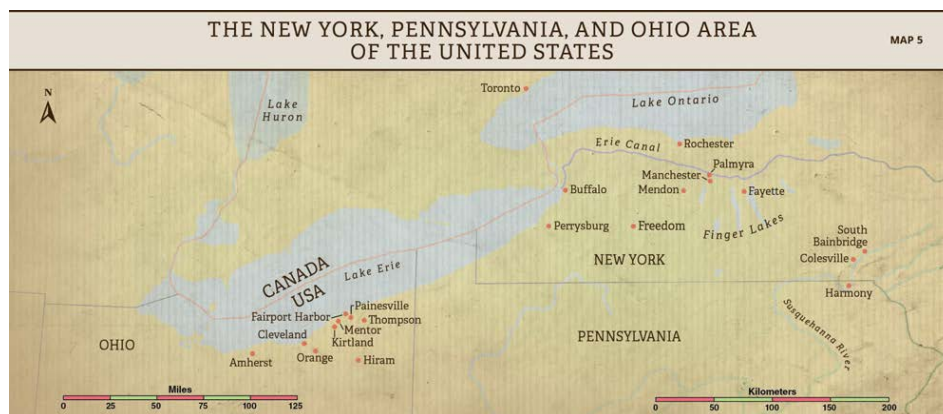 THE NEW YORK, PENNSYLVANIA, AND OHIO AREA
OF THE UNITED STATES
MAP 5
N
Lake
Huron
Toronto
Lake Ontario
Erie Canal
Rochester
Palmyra
Manchester
Mendon
Fayette
Buffalo
Perrysburg
Freedom
Finger Lakes
NEW YORK
South
Bainbridge
Colesville
Harmony
CANADA
USA
Lake Erie
Painesville
Fairport Harbor
Thompson
Mentor
Kirtland
Cleveland
Orange
Hiram
Amherst
OHIO
PENNSYLVANIA
Susquehanna River
Miles
0 25 50 75 100 125
Kilometers
0 50 100 150 200